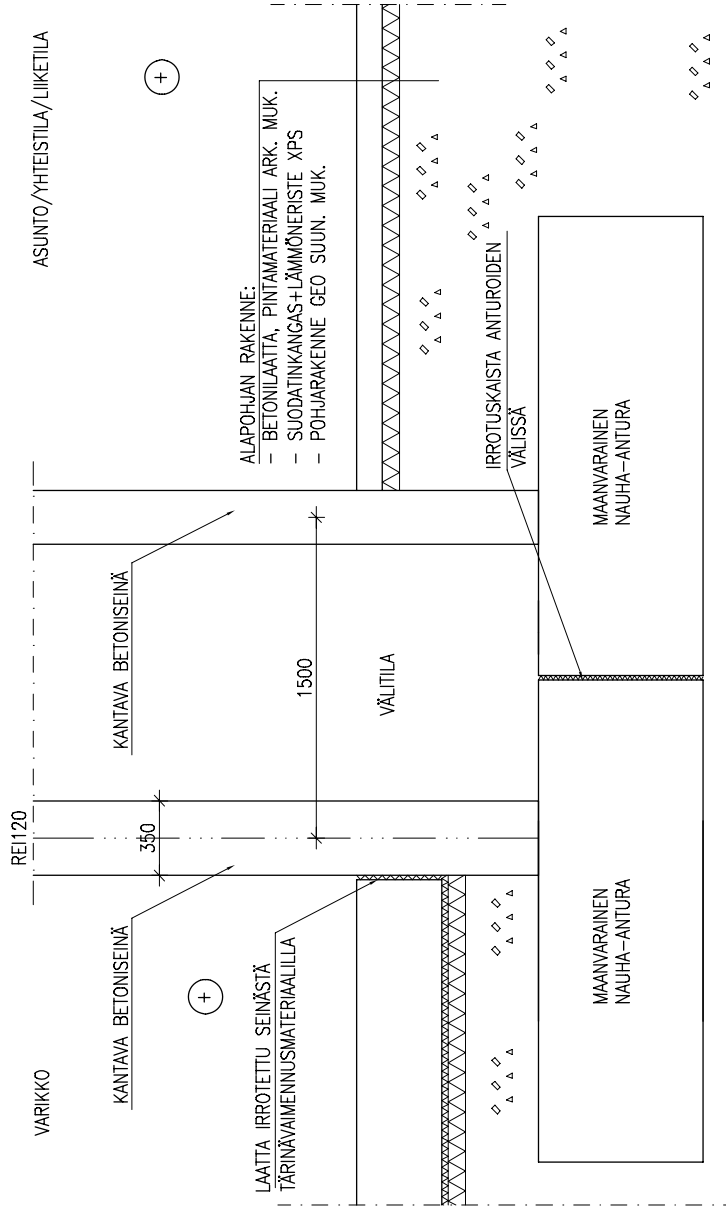 VARIKKO
REI120
ASUNTO/YHTEISTILA/LIIKETILA
KANTAVA BETONISEINÄ
350
KANTAVA BETONISEINÄ
+
+
1500
VÄLITILA
LAATTA IRROTETTU SEINÄSTÄ
TÄRINÄVAIMENNUSMATERIAALILLA
ALAPOHJAN RAKENNE:
- BETONILAATTA, PINTAMATERIAALI ARK. MUK.
- SUODATINKANGAS+LÄMMÖNERISTE XPS
- POHJARAKENNE GEO SUUN. MUK.
IRROTUSKAISTA ANTUROIDEN
VÄLISSÄ
MAANVARAINEN
NAUHA-ANTURA
MAANVARAINEN
NAUHA-ANTURA